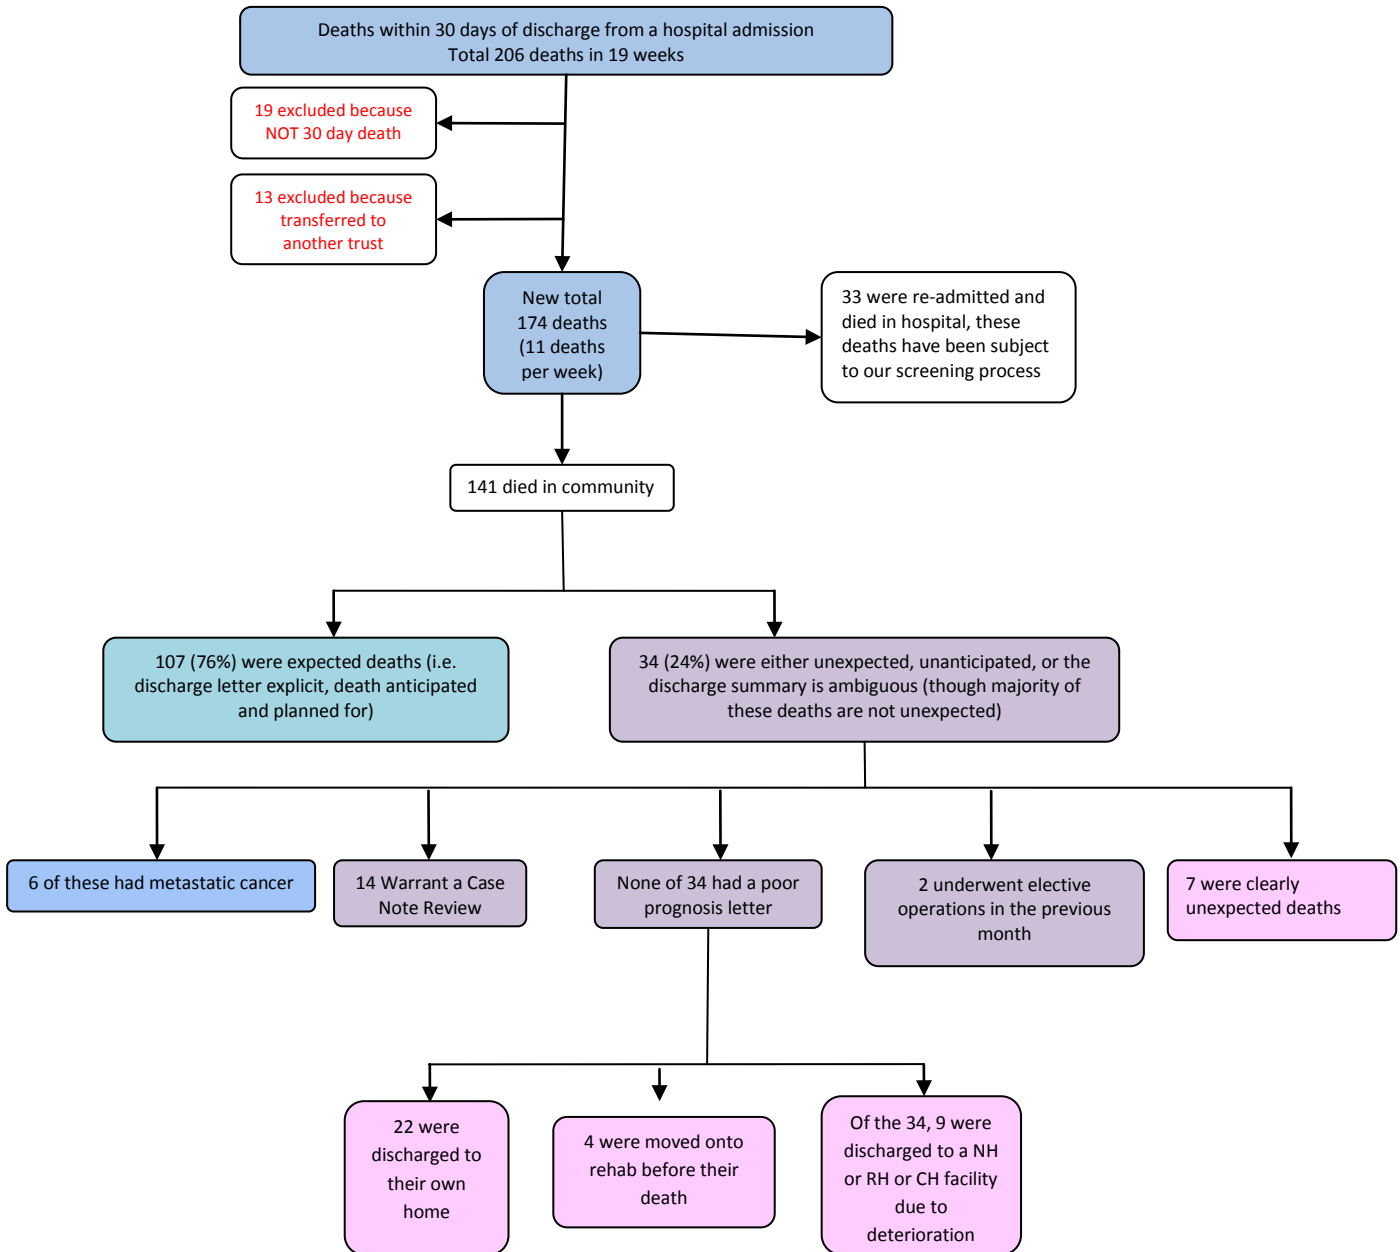 Deaths within 30 days of discharge from a hospital admission
Total 206 deaths in 19 weeks
19 excluded because
NOT 30 day death
13 excluded because
transferred to
another trust
New total
174 deaths
(11 deaths
per week)
33 were re-admitted and
died in hospital, these
deaths have been subject
to our screening process
141 died in community
107 (76%) were expected deaths (i.e.
discharge letter explicit, death anticipated
and planned for)
34 (24%) were either unexpected, unanticipated, or the
discharge summary is ambiguous (though majority of
these deaths are not unexpected)
6 of these had metastatic cancer
14 Warrant a Case
Note Review
None of 34 had a poor
prognosis letter
2 underwent elective
operations in the previous
month
7 were clearly
unexpected deaths
22 were
discharged to
their own
home
4 were moved onto
rehab before their
death
Of the 34, 9 were
discharged to a NH
or RH or CH facility
due to
deterioration